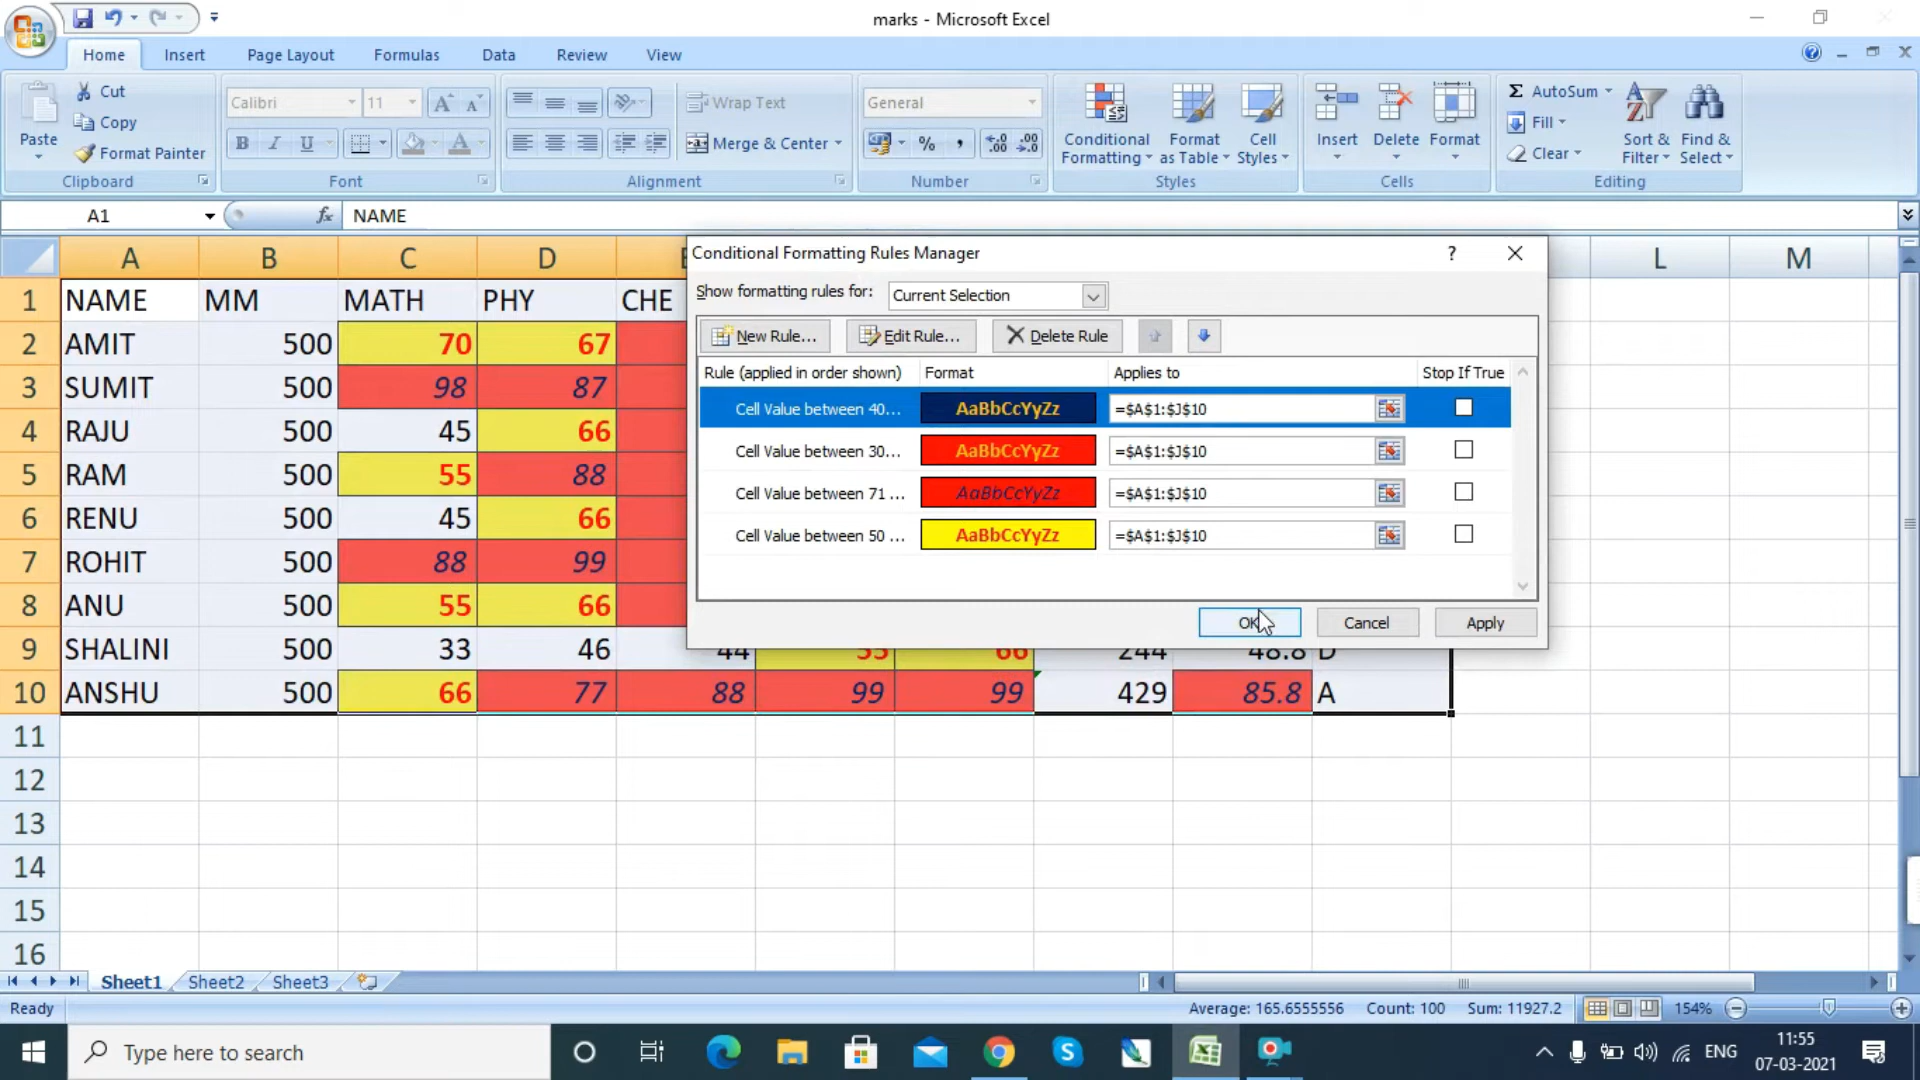 marks - Microsoft Excel
Home Insert Page Layout Formulas Data Review View
Paste Cut Copy Format Painter Clipboard
Calibri 11 A A B I U A Font
Wrap Text Merge & Center Alignment
General % , .00 Number
Conditional Formatting Format as Table Cell Styles Styles
Insert Delete Format Cells
Σ AutoSum Fill Clear Sort & Filter Find & Select Editing
A1 fx NAME
A B C D L M
1 NAME MM MATH PHY CHE
2 AMIT 500 70 67
3 SUMIT 500 98 87
4 RAJU 500 45 66
5 RAM 500 55 88
6 RENU 500 45 66
7 ROHIT 500 88 99
8 ANU 500 55 66
9 SHALINI 500 33 46 44 55 66 244 48.8 D
10 ANSHU 500 66 77 88 99 99 429 85.8 A
11
12
13
14
15
16
Conditional Formatting Rules Manager ?
Show formatting rules for: Current Selection
New Rule... Edit Rule... Delete Rule
Rule (applied in order shown) Format Applies to Stop If True
Cell Value between 40... AaBbCcYyZz =$A$1:$J$10
Cell Value between 30... AaBbCcYyZz =$A$1:$J$10
Cell Value between 71 ... AaBbCcYyZz =$A$1:$J$10
Cell Value between 50 ... AaBbCcYyZz =$A$1:$J$10
OK Cancel Apply
Sheet1 Sheet2 Sheet3
Ready Average: 165.6555556 Count: 100 Sum: 11927.2 154%
Type here to search ENG 11:55
07-03-2021